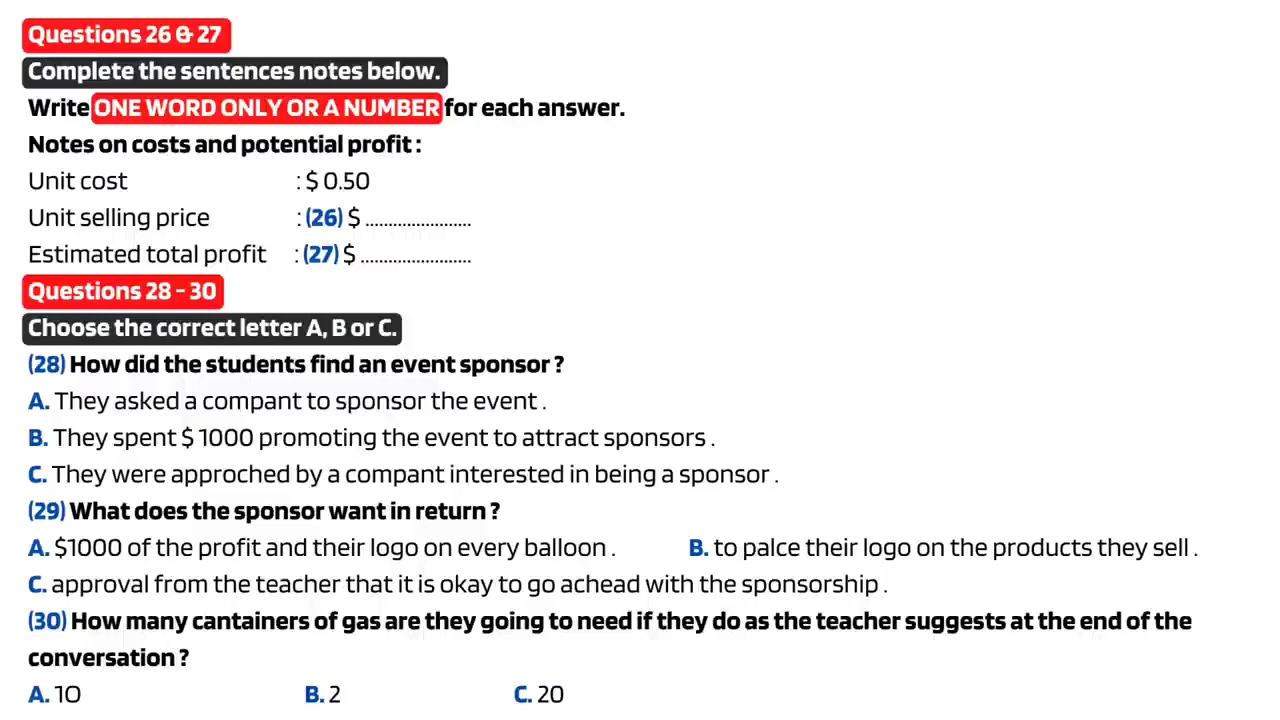 Questions 26 & 27
Complete the sentences notes below.
Write ONE WORD ONLY OR A NUMBER for each answer.
Notes on costs and potential profit :
Unit cost : $ 0.50
Unit selling price : (26) $ .......................
Estimated total profit : (27) $ ........................
Questions 28 - 30
Choose the correct letter A, B or C.
(28) How did the students find an event sponsor ?
A. They asked a compant to sponsor the event .
B. They spent $ 1000 promoting the event to attract sponsors .
C. They were approched by a compant interested in being a sponsor .
(29) What does the sponsor want in return ?
A. $1000 of the profit and their logo on every balloon . B. to palce their logo on the products they sell .
C. approval from the teacher that it is okay to go achead with the sponsorship .
(30) How many cantainers of gas are they going to need if they do as the teacher suggests at the end of the
conversation ?
A. 10 B. 2 C. 20